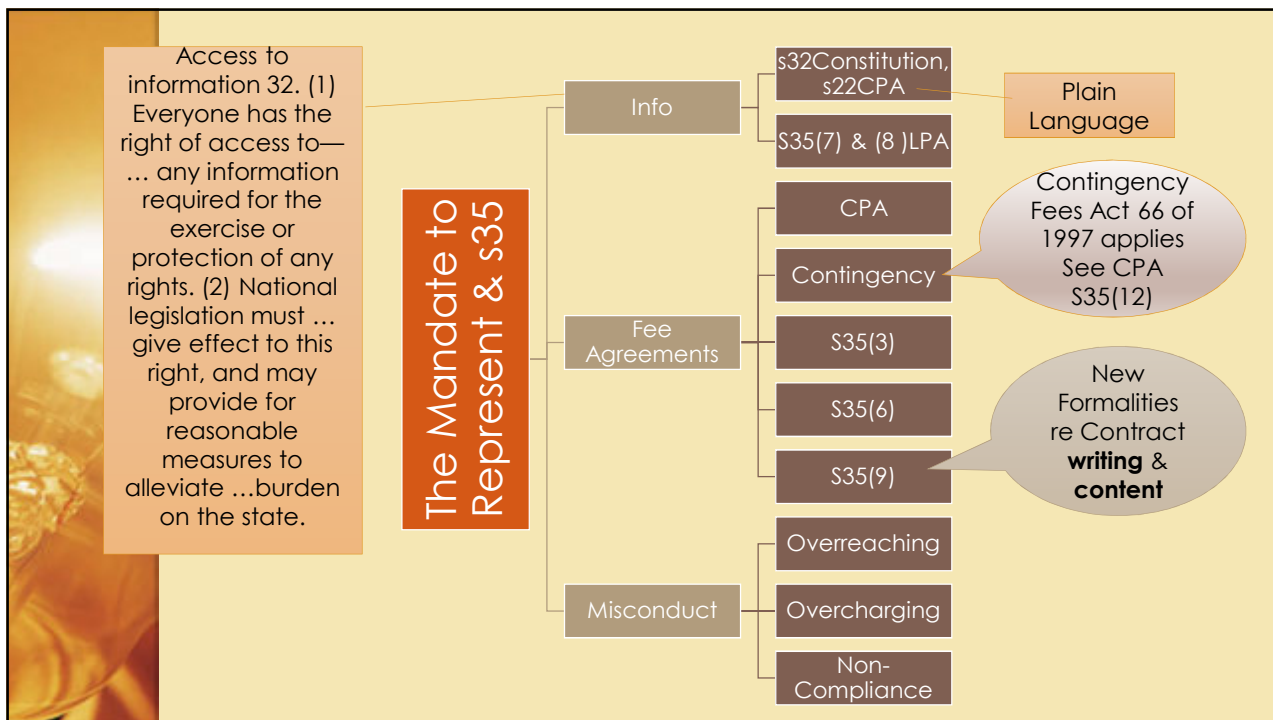 Access to
information 32. (1)
Everyone has the
right of access to—
… any information
required for the
exercise or
protection of any
rights. (2) National
legislation must …
give effect to this
right, and may
provide for
reasonable
measures to
alleviate …burden
on the state.
The Mandate to
Represent & s35
Info
s32Constitution,
s22CPA
Plain
Language
S35(7) & (8 )LPA
Fee
Agreements
CPA
Contingency
Contingency
Fees Act 66 of
1997 applies
See CPA
S35(12)
S35(3)
S35(6)
S35(9)
New
Formalities
re Contract
writing &
content
Misconduct
Overreaching
Overcharging
Non-
Compliance